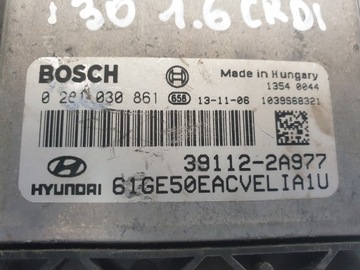 i30 1.6 CRDI
BOSCH
Made in Hungary
1354 0044
0 281 030 861 658 13-11-06 1039S68321
39112-2A977
HYUNDAI 61GE50EACVELIA1U